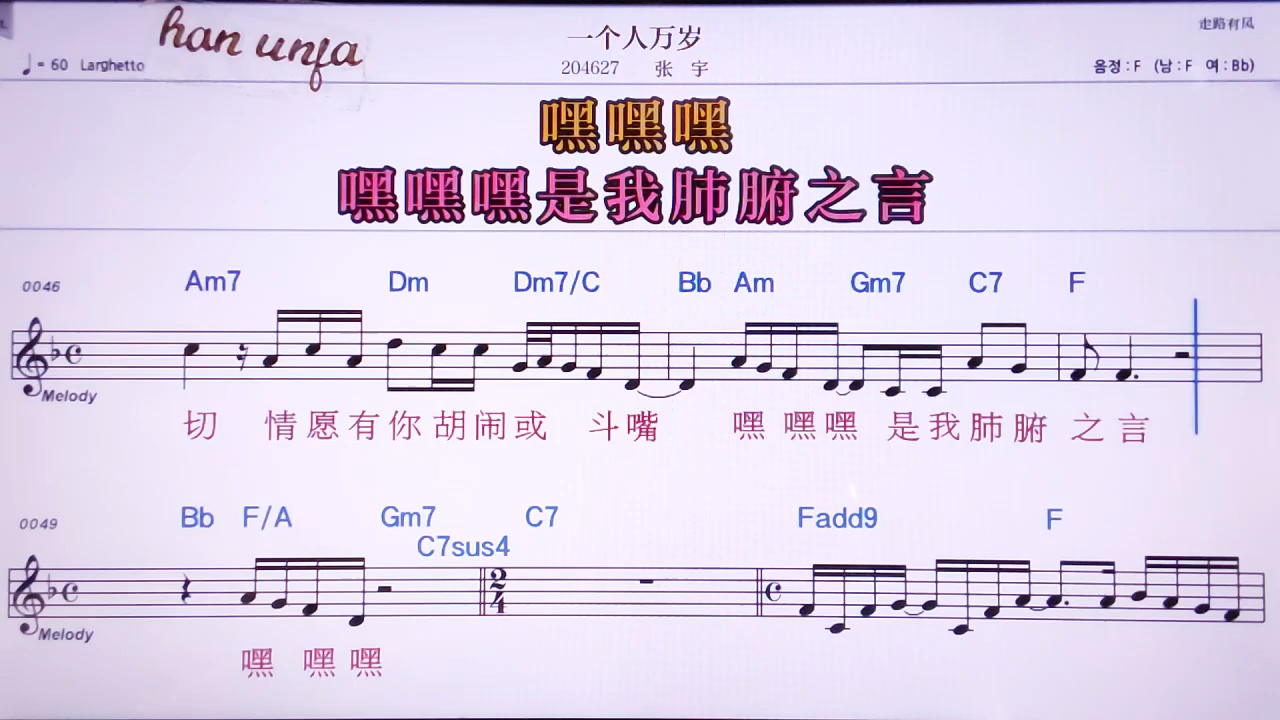 han unfa
一个人万岁
走路有风
♩= 60 Larghetto
204627 张 宇
음정 : F (남 : F 여 : Bb)
嘿嘿嘿
嘿嘿嘿是我肺腑之言
0046 Am7 Dm Dm7/C Bb Am Gm7 C7 F
Melody
切 情愿有你胡闹或 斗嘴 嘿嘿嘿 是我肺腑 之言
0049 Bb F/A Gm7 C7 Fadd9 F
C7sus4
2
4
Melody
嘿 嘿 嘿